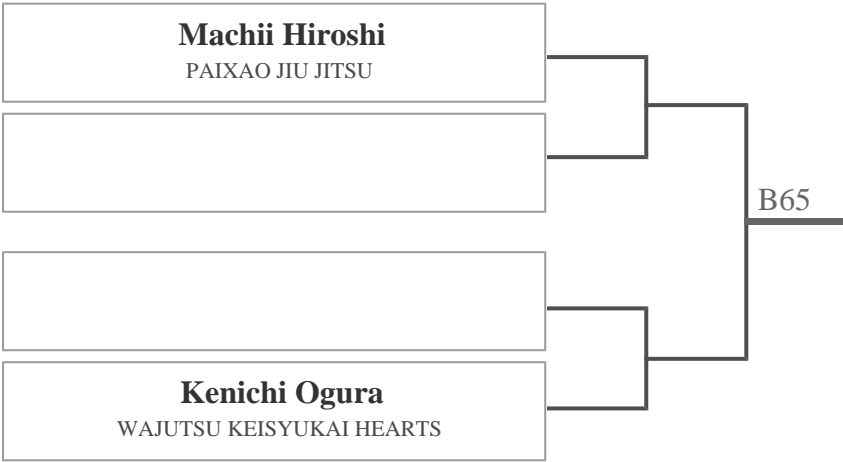 Machii Hiroshi
PAIXAO JIU JITSU
B65
Kenichi Ogura
WAJUTSU KEISYUKAI HEARTS